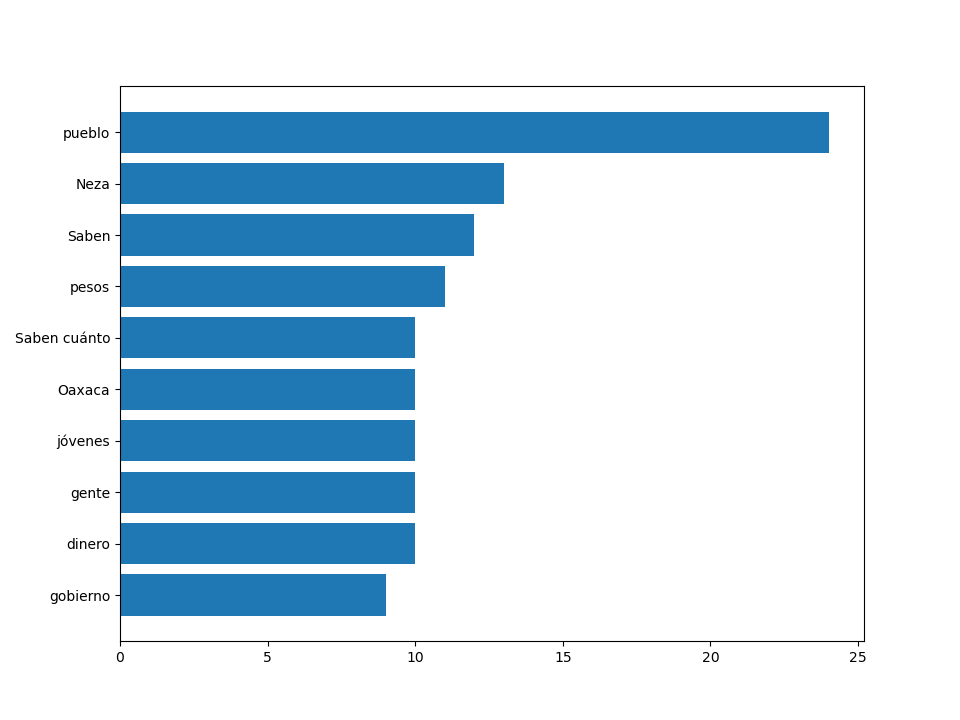 pueblo
Neza
Saben
pesos
Saben cuánto
Oaxaca
jóvenes
gente
dinero
gobierno
0 5 10 15 20 25